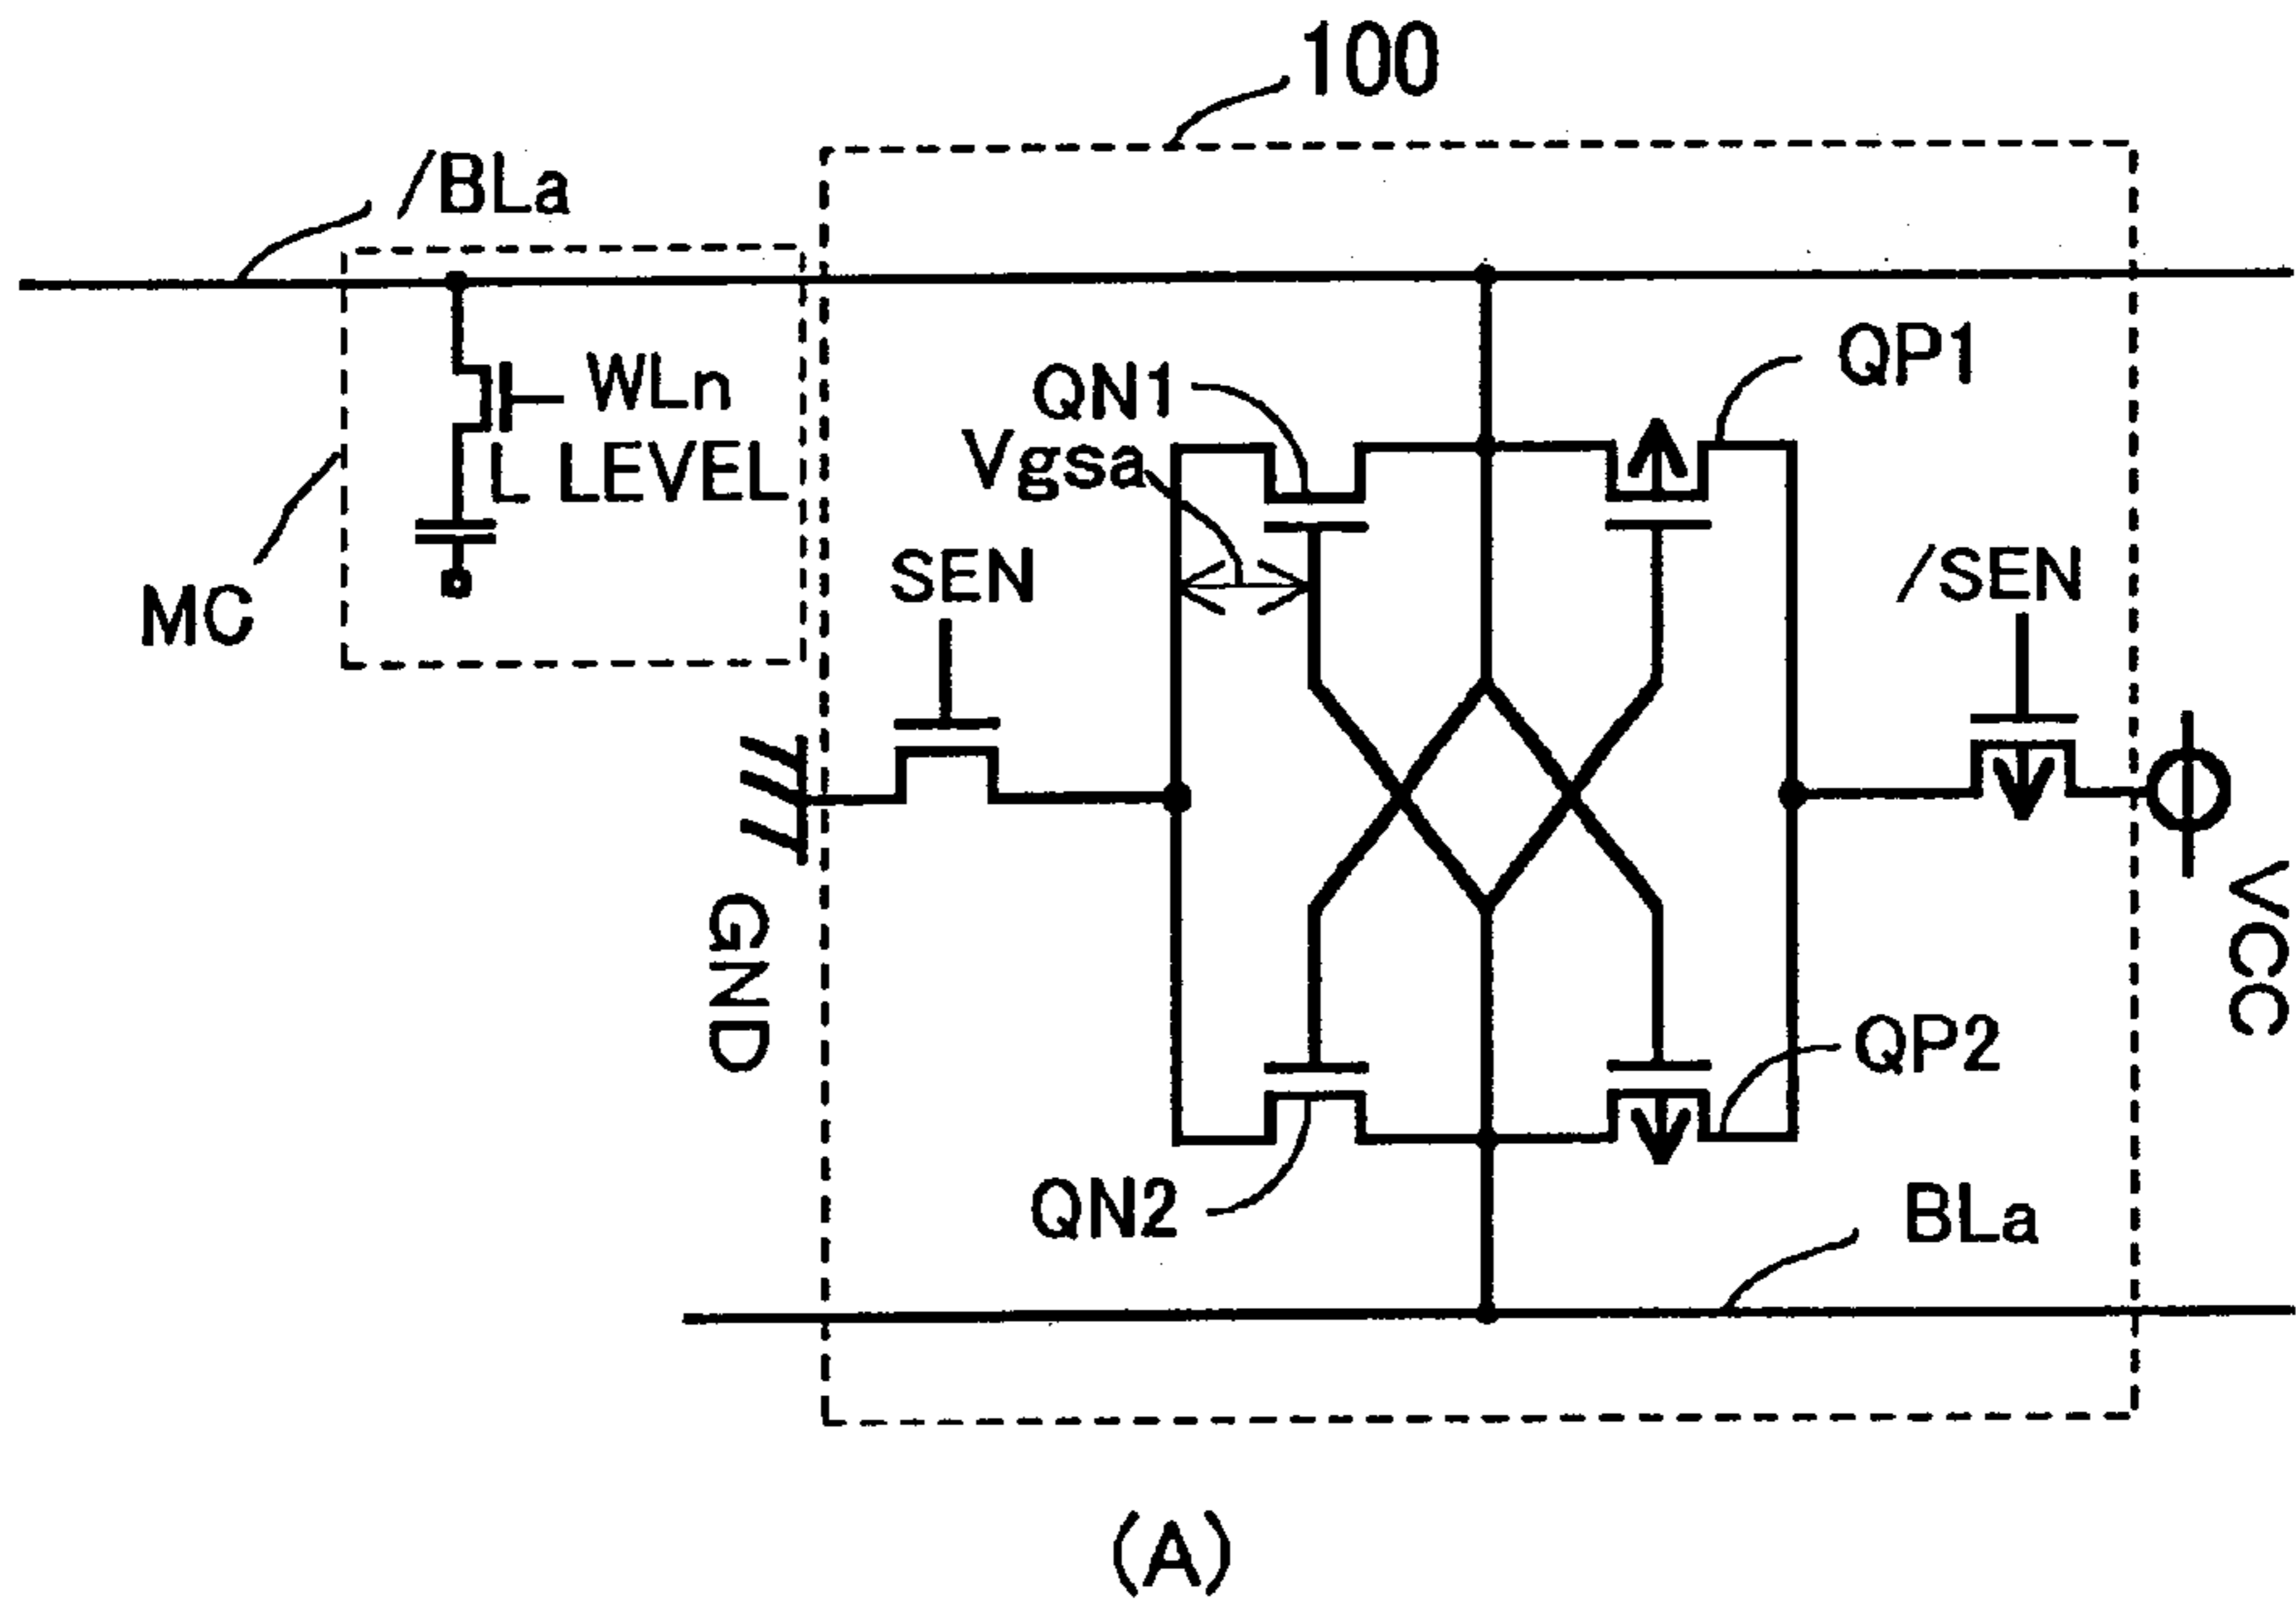 100
/BLa
QP1
WLn
QN1
L LEVEL
Vgsa
SEN
/SEN
MC
GND
VCC
QP2
QN2
BLa
(A)